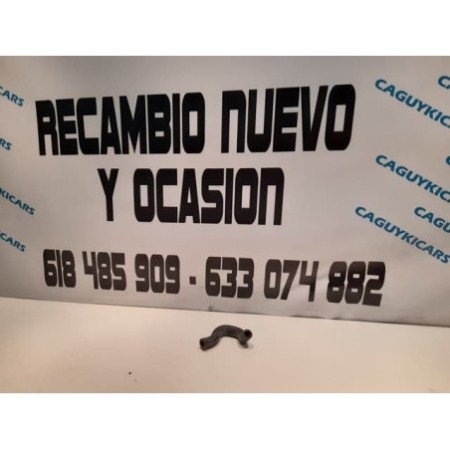 RECAMBIO NUEVO
Y OCASION
618 485 909 - 633 074 882
CAGUYKICARS
CAGUYKICARS
CAGUYKICARS